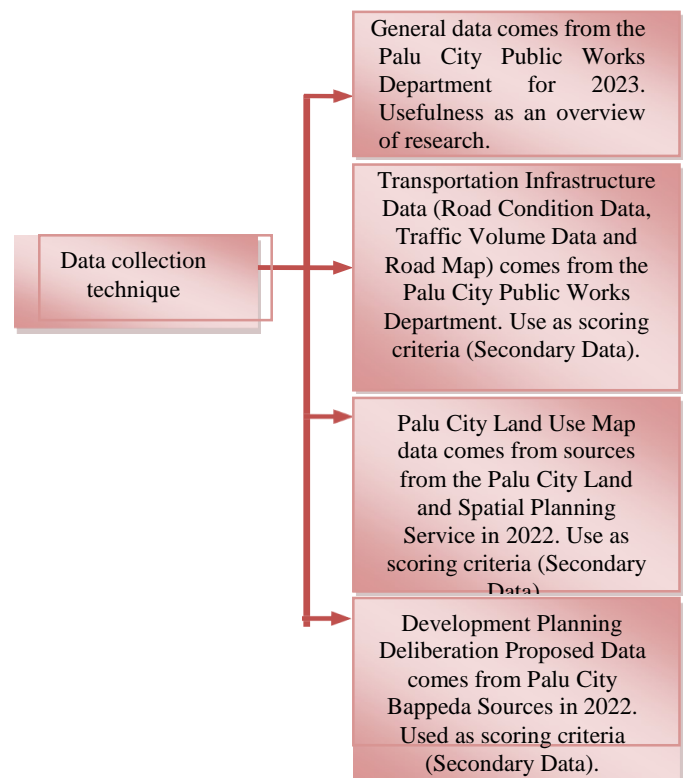 General data comes from the
Palu City Public Works
Department for 2023.
Usefulness as an overview
of research.
Transportation Infrastructure
Data (Road Condition Data,
Traffic Volume Data and
Road Map) comes from the
Palu City Public Works
Department. Use as scoring
criteria (Secondary Data).
Data collection
technique
Palu City Land Use Map
data comes from sources
from the Palu City Land
and Spatial Planning
Service in 2022. Use as
scoring criteria (Secondary
Data)
Development Planning
Deliberation Proposed Data
comes from Palu City
Bappeda Sources in 2022.
Used as scoring criteria
(Secondary Data).